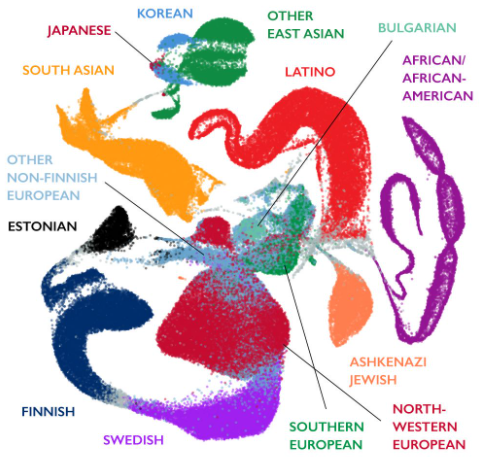 KOREAN
OTHER
EAST ASIAN
JAPANESE
BULGARIAN
SOUTH ASIAN
LATINO
AFRICAN/
AFRICAN-
AMERICAN
OTHER
NON-FINNISH
EUROPEAN
ESTONIAN
ASHKENAZI
JEWISH
FINNISH
SWEDISH
SOUTHERN
EUROPEAN
NORTH-
WESTERN
EUROPEAN